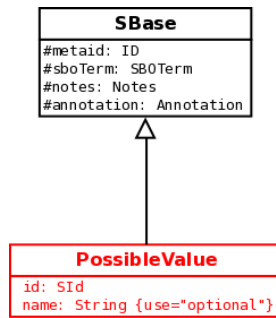 SBase
#metaid: ID
#sboTerm: SBOTerm
#notes: Notes
#annotation: Annotation
PossibleValue
id: SId
name: String {use="optional"}